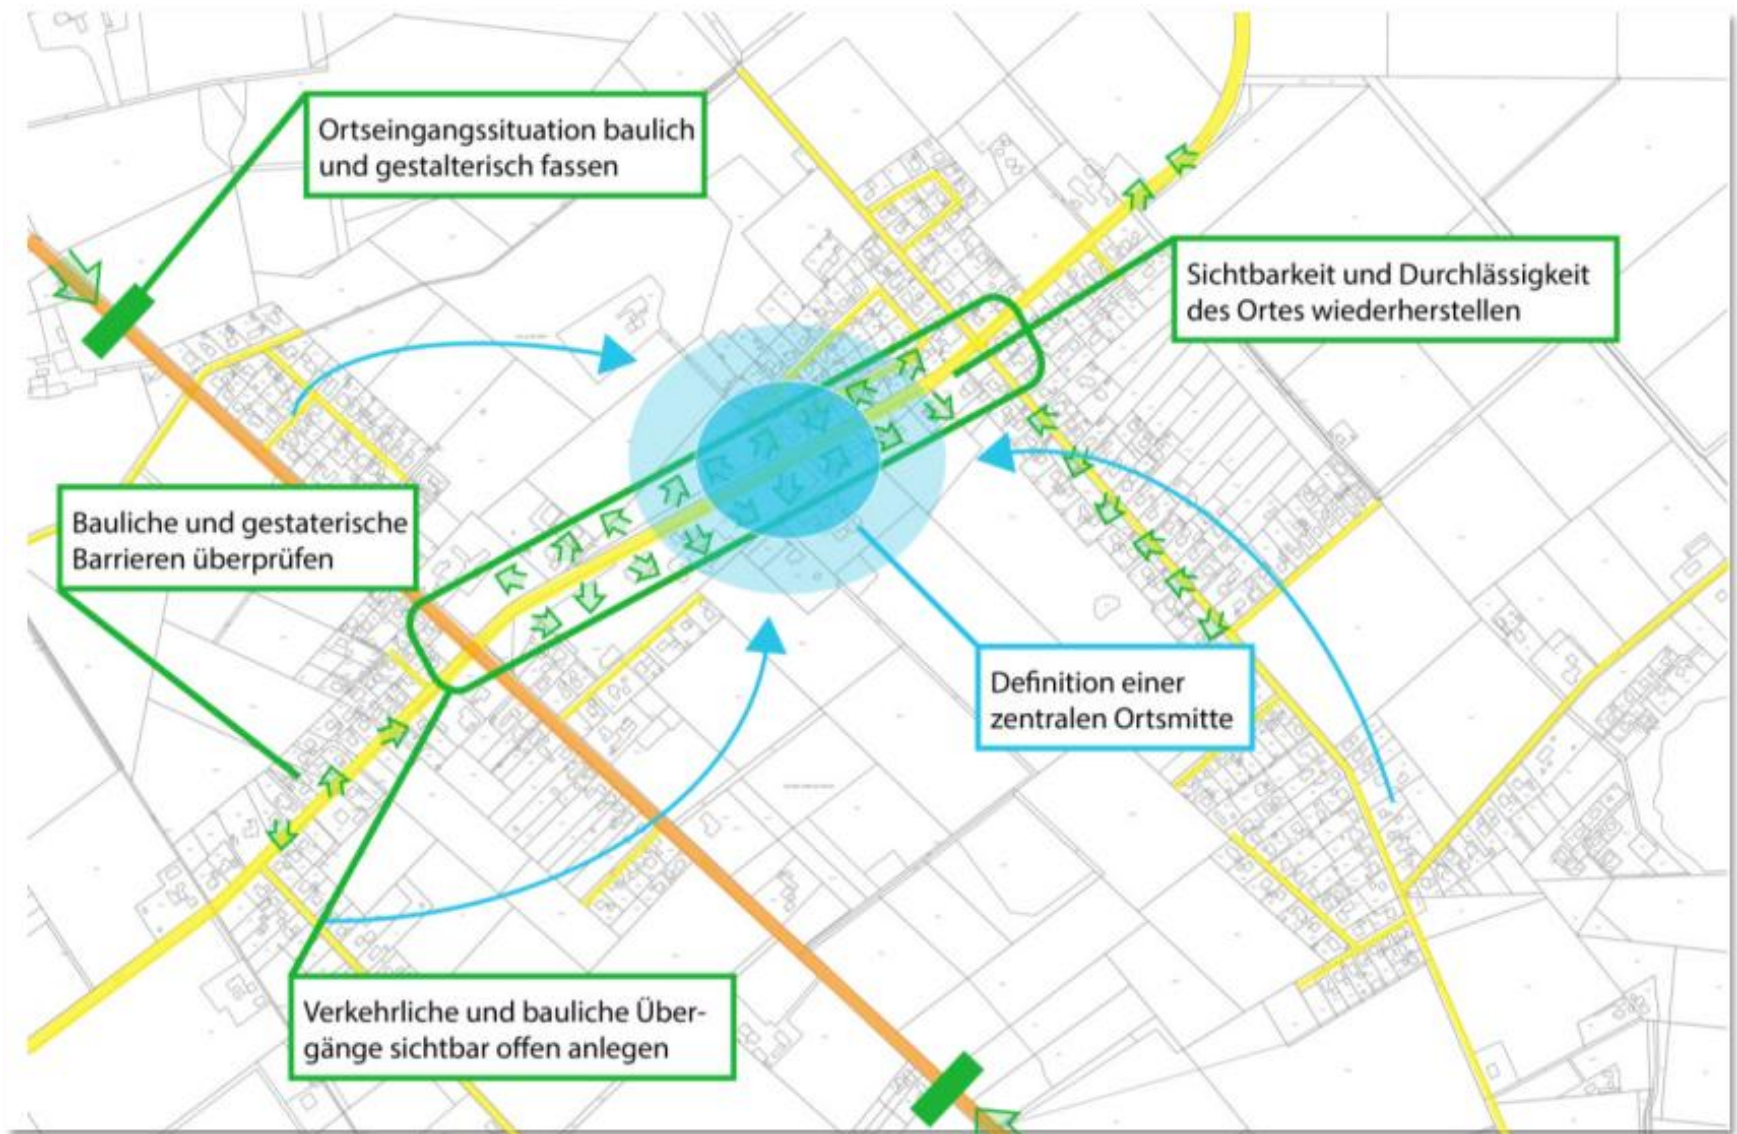 Ortseingangssituation baulich
und gestalterisch fassen
Sichtbarkeit und Durchlässigkeit
des Ortes wiederherstellen
Bauliche und gestaterische
Barrieren überprüfen
Definition einer
zentralen Ortsmitte
Verkehrliche und bauliche Über-
gänge sichtbar offen anlegen